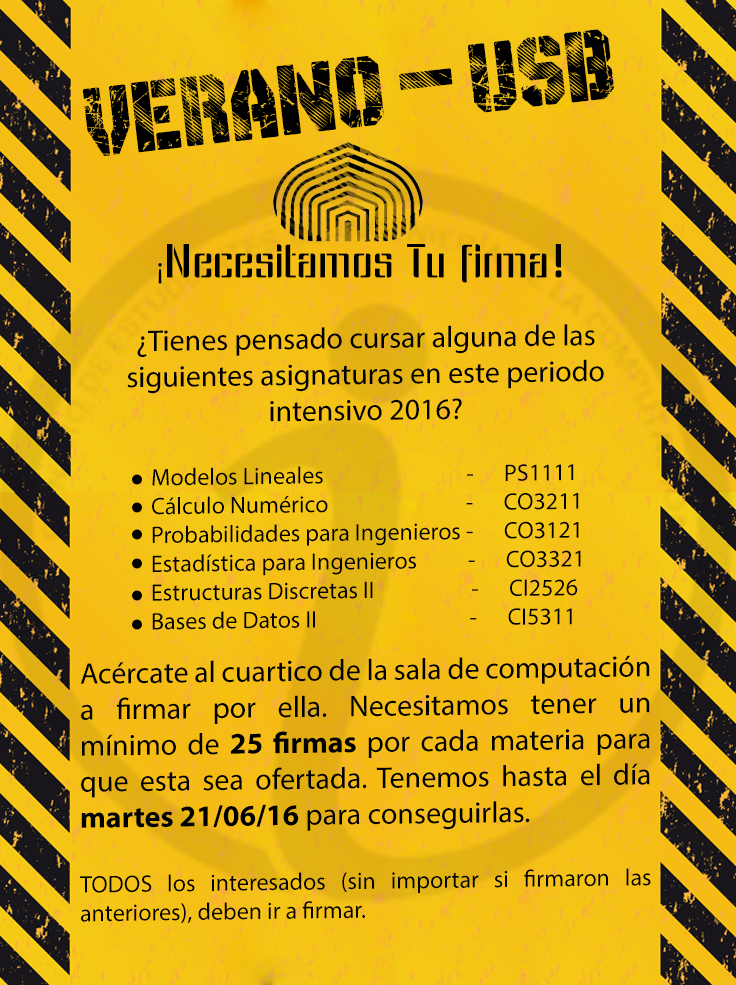 VERANO - USB
¡Necesitamos Tu firma!
¿Tienes pensado cursar alguna de las
siguientes asignaturas en este periodo
intensivo 2016?
● Modelos Lineales - PS1111
● Cálculo Numérico - CO3211
● Probabilidades para Ingenieros - CO3121
● Estadística para Ingenieros - CO3321
● Estructuras Discretas II - CI2526
● Bases de Datos II - CI5311
Acércate al cuartico de la sala de computación
a firmar por ella. Necesitamos tener un
mínimo de 25 firmas por cada materia para
que esta sea ofertada. Tenemos hasta el día
martes 21/06/16 para conseguirlas.
TODOS los interesados (sin importar si firmaron las
anteriores), deben ir a firmar.